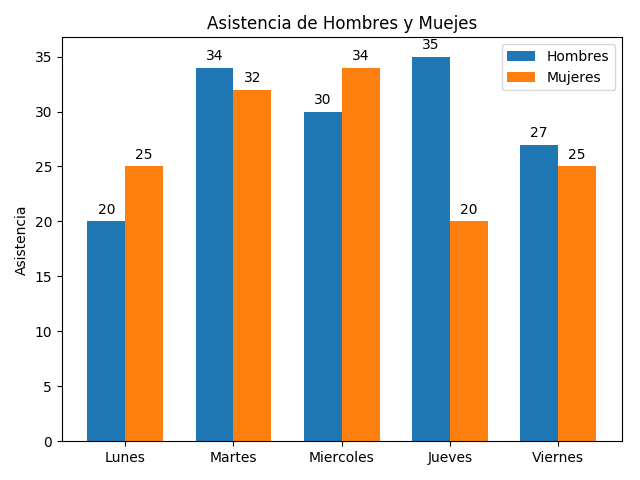 Asistencia de Hombres y Muejes
Hombres
Mujeres
Asistencia
35
30
25
20
15
10
5
0
20
25
34
32
30
34
35
20
27
25
Lunes
Martes
Miercoles
Jueves
Viernes